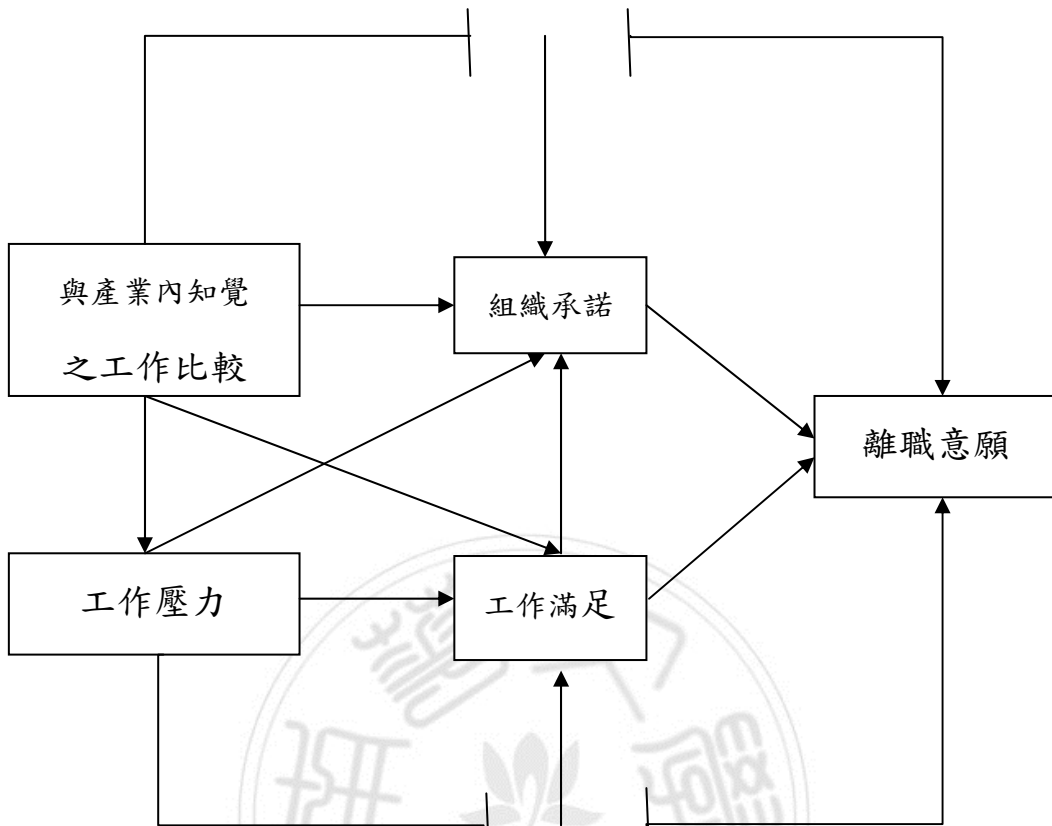 與產業內知覺
之工作比較
組織承諾
離職意願
工作壓力
工作滿足